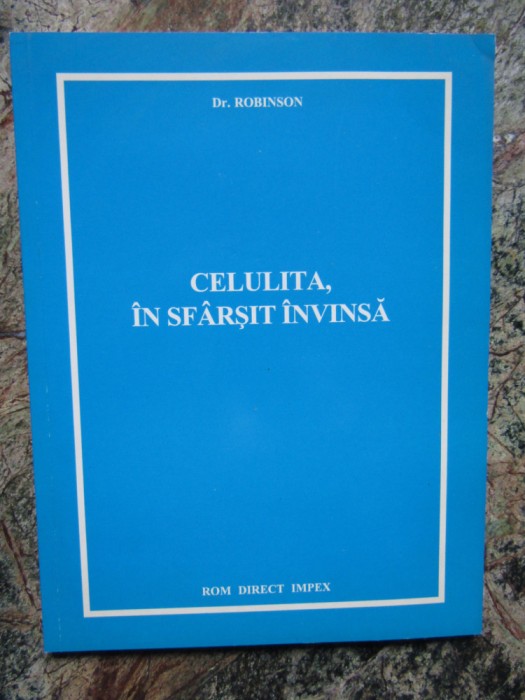 Dr. ROBINSON
CELULITA,
ÎN SFÂRŞIT ÎNVINSĂ
ROM DIRECT IMPEX